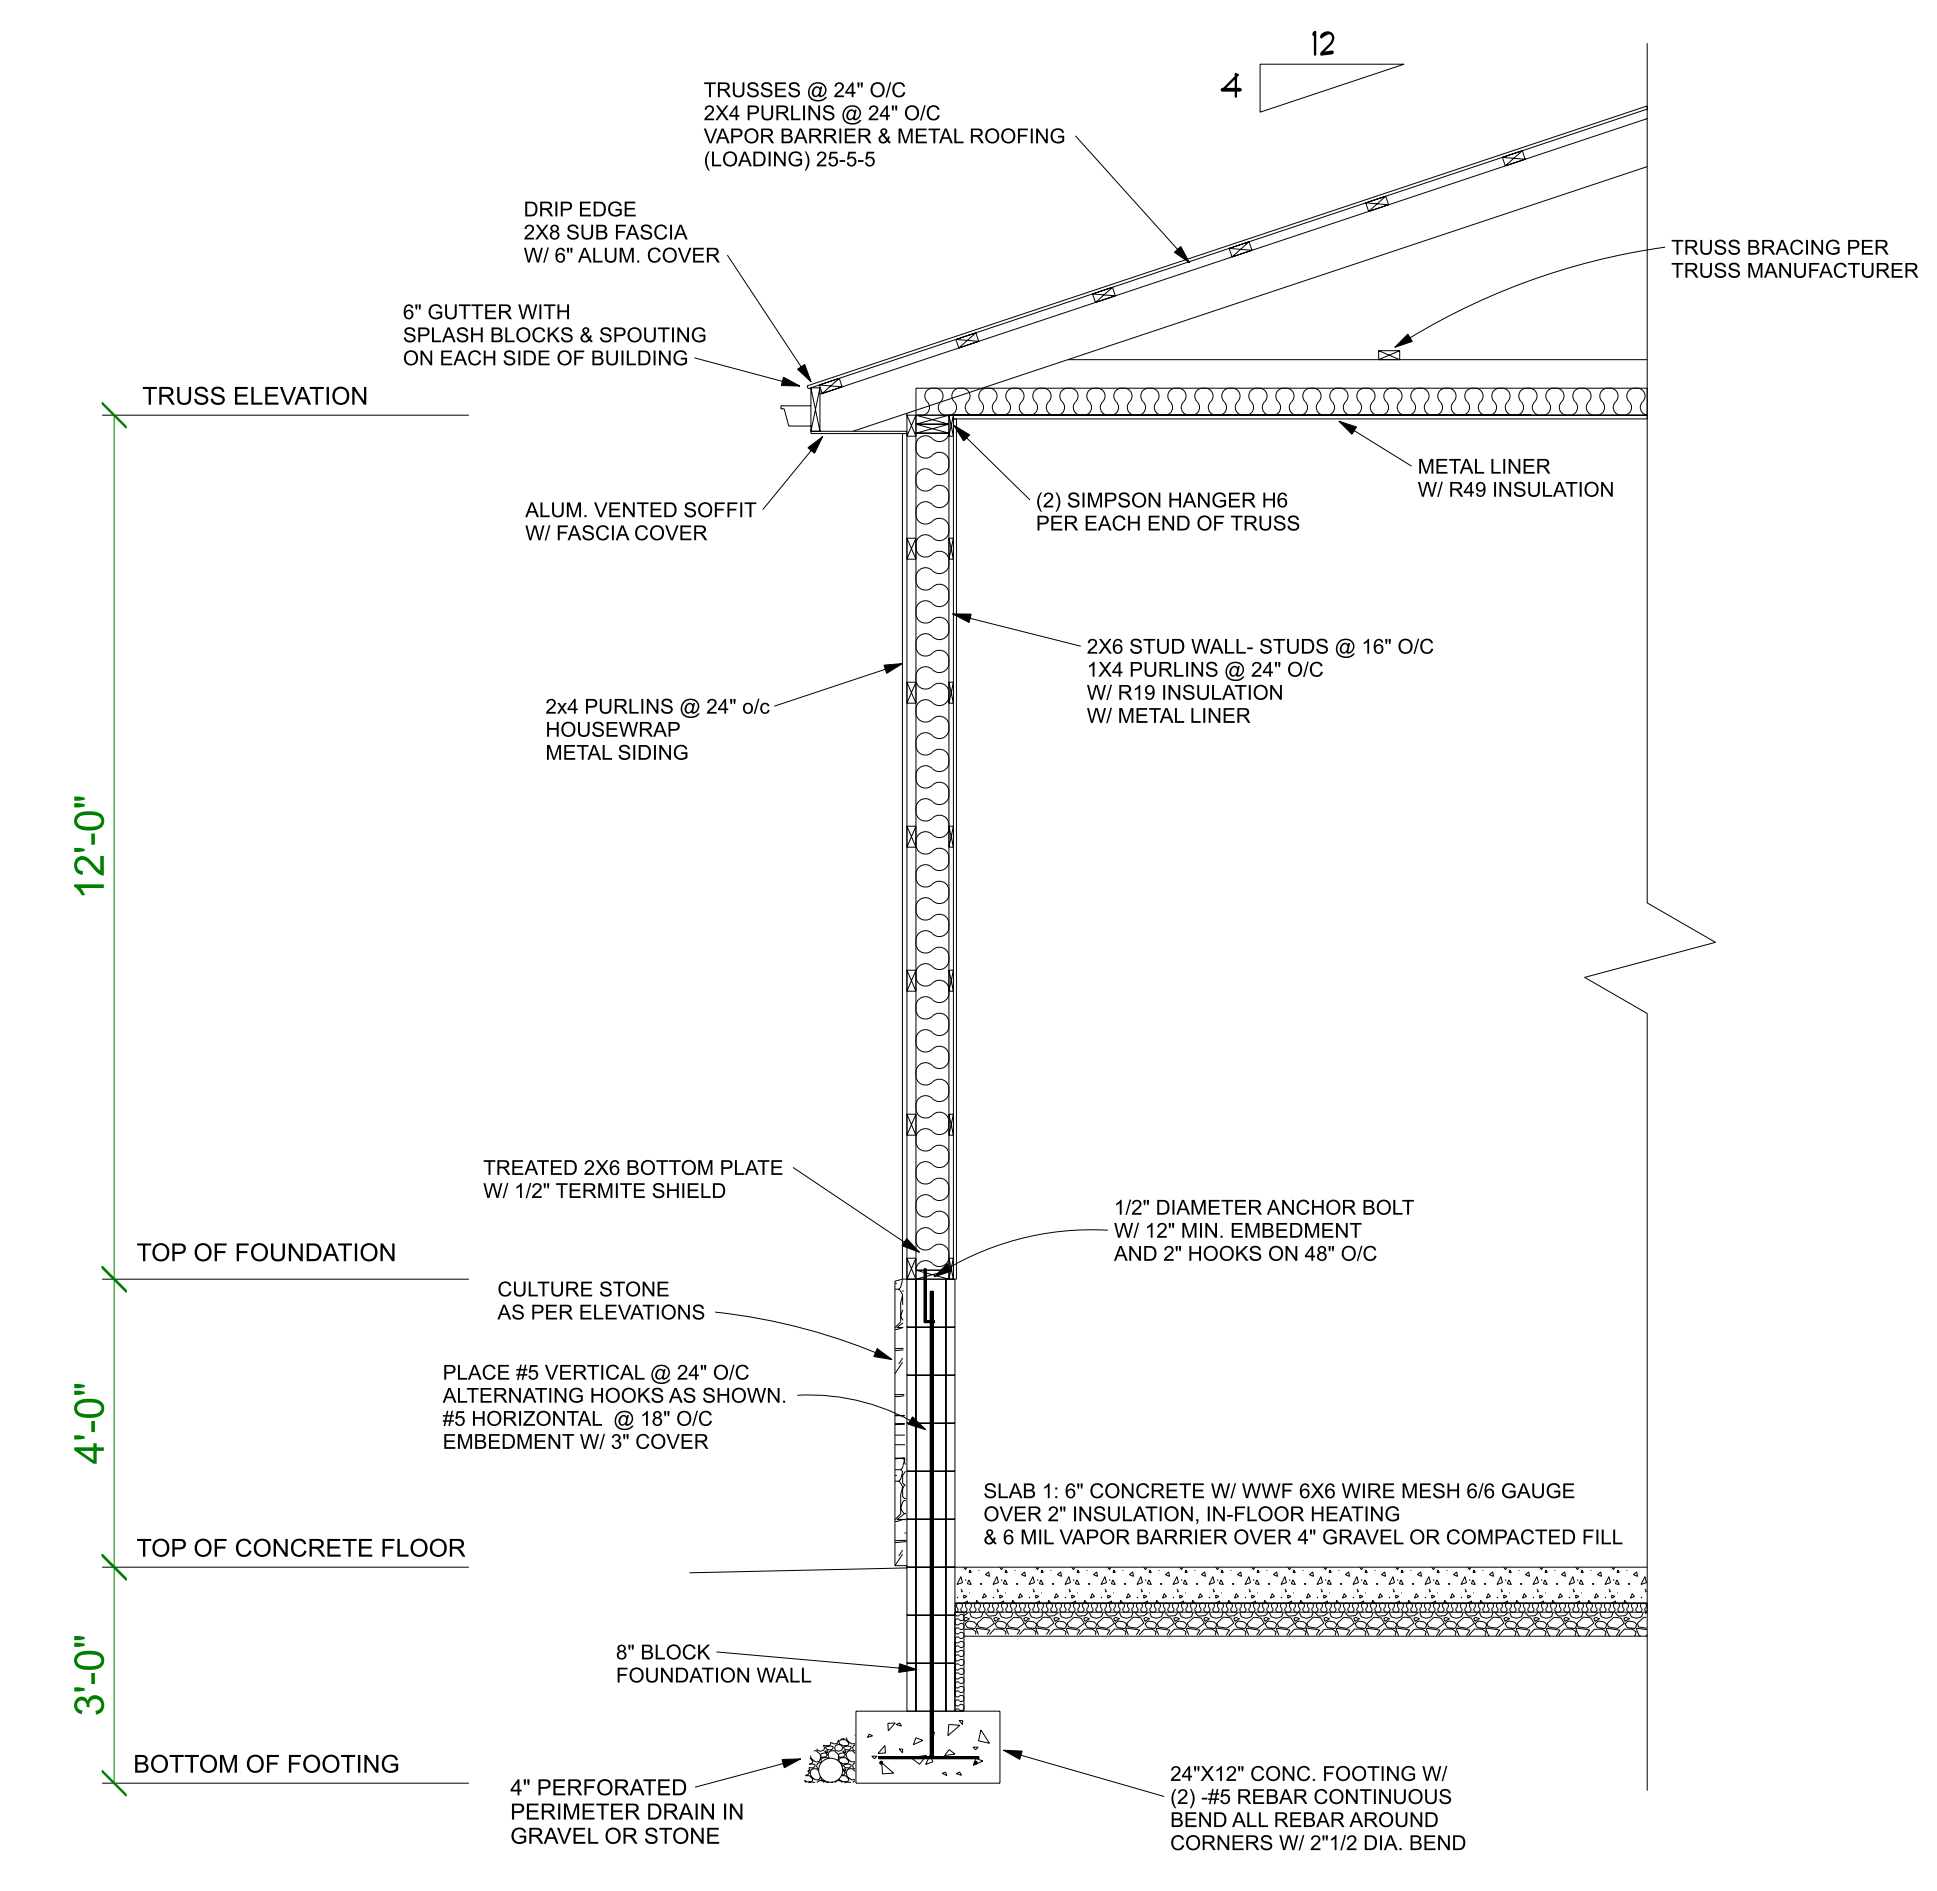 12
4
TRUSSES @ 24" O/C
2X4 PURLINS @ 24" O/C
VAPOR BARRIER & METAL ROOFING
(LOADING) 25-5-5
DRIP EDGE
2X8 SUB FASCIA
W/ 6" ALUM. COVER
TRUSS BRACING PER
TRUSS MANUFACTURER
6" GUTTER WITH
SPLASH BLOCKS & SPOUTING
ON EACH SIDE OF BUILDING
TRUSS ELEVATION
METAL LINER
W/ R49 INSULATION
(2) SIMPSON HANGER H6
PER EACH END OF TRUSS
ALUM. VENTED SOFFIT
W/ FASCIA COVER
2X6 STUD WALL- STUDS @ 16" O/C
1X4 PURLINS @ 24" O/C
W/ R19 INSULATION
W/ METAL LINER
2x4 PURLINS @ 24" o/c
HOUSEWRAP
METAL SIDING
12'-0"
TREATED 2X6 BOTTOM PLATE
W/ 1/2" TERMITE SHIELD
1/2" DIAMETER ANCHOR BOLT
W/ 12" MIN. EMBEDMENT
AND 2" HOOKS ON 48" O/C
TOP OF FOUNDATION
CULTURE STONE
AS PER ELEVATIONS
PLACE #5 VERTICAL @ 24" O/C
ALTERNATING HOOKS AS SHOWN.
#5 HORIZONTAL @ 18" O/C
EMBEDMENT W/ 3" COVER
4'-0"
SLAB 1: 6" CONCRETE W/ WWF 6X6 WIRE MESH 6/6 GAUGE
OVER 2" INSULATION, IN-FLOOR HEATING
& 6 MIL VAPOR BARRIER OVER 4" GRAVEL OR COMPACTED FILL
TOP OF CONCRETE FLOOR
8" BLOCK
FOUNDATION WALL
3'-0"
BOTTOM OF FOOTING
4" PERFORATED
PERIMETER DRAIN IN
GRAVEL OR STONE
24"X12" CONC. FOOTING W/
(2) -#5 REBAR CONTINUOUS
BEND ALL REBAR AROUND
CORNERS W/ 2"1/2 DIA. BEND